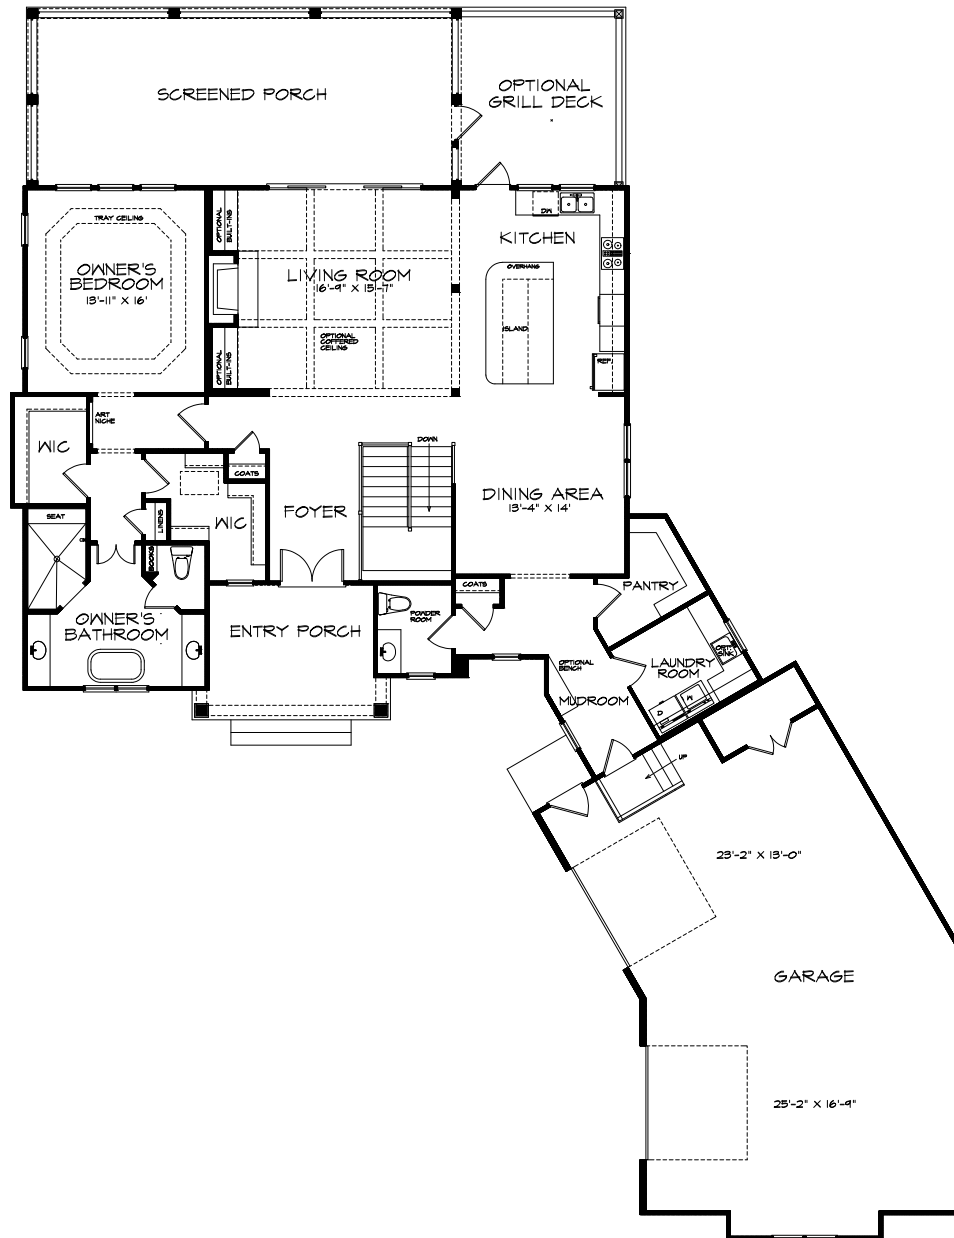 SCREENED PORCH
OPTIONAL
GRILL DECK
TRAY CEILING
OWNER'S
BEDROOM
13'-11" X 16'
OPTIONAL
BUILT-INS
LIVING ROOM
16'-9" X 15'-7"
OPTIONAL
COFFERED
CEILING
OPTIONAL
BUILT-INS
DW
KITCHEN
OVERHANG
ISLAND
REF.
ART
NICHE
WIC
COATS
DOWN
DINING AREA
13'-4" X 14'
SEAT
LINENS
WIC
FOYER
BOOKS
COATS
PANTRY
OWNER'S
BATHROOM
ENTRY PORCH
POWDER
ROOM
OPT.
SINK
OPTIONAL
BENCH
LAUNDRY
ROOM
MUDROOM
D
W
UP
23'-2" X 13'-0"
GARAGE
25'-2" X 16'-9"